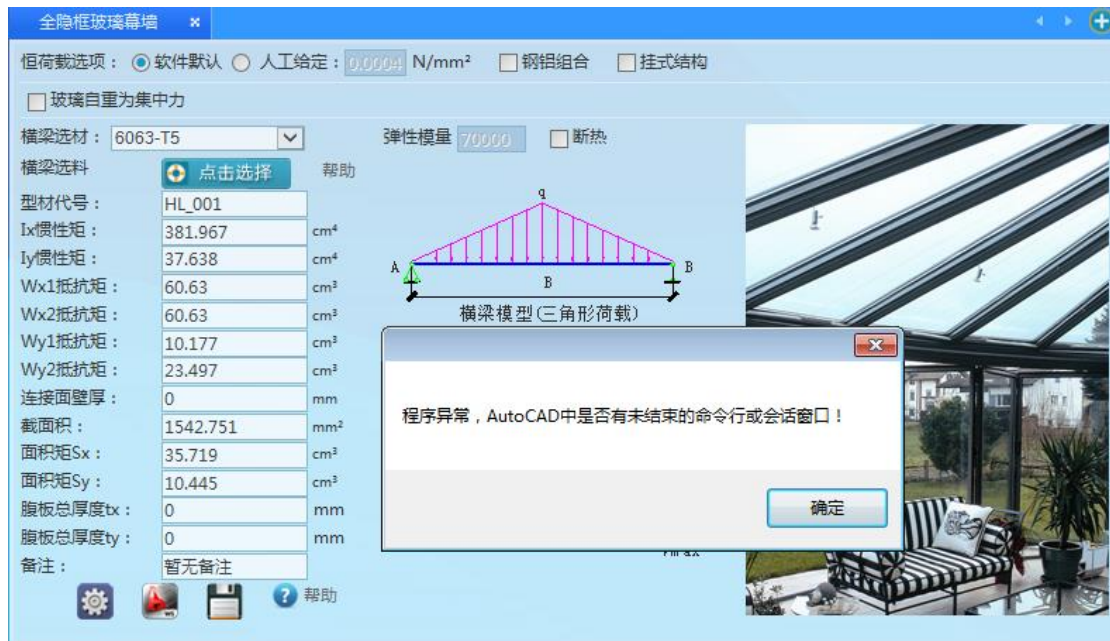 全隐框玻璃幕墙 ×
恒荷载选项： 软件默认 人工给定： 0.0004 N/mm² 钢铝组合 挂式结构
玻璃自重为集中力
横梁选材： 6063-T5 弹性模量 70000 断热
横梁选料 点击选择 帮助
型材代号： HL_001
Ix惯性矩： 381.967 cm⁴
Iy惯性矩： 37.638 cm⁴
Wx1抵抗矩： 60.63 cm³
Wx2抵抗矩： 60.63 cm³
Wy1抵抗矩： 10.177 cm³
Wy2抵抗矩： 23.497 cm³
连接面壁厚： 0 mm
截面积： 1542.751 mm²
面积矩Sx： 35.719 cm³
面积矩Sy： 10.445 cm³
腹板总厚度tx： 0 mm
腹板总厚度ty： 0 mm
备注： 暂无备注
帮助
q
A B
B
横梁模型(三角形荷载)
程序异常，AutoCAD中是否有未结束的命令行或会话窗口！
确定